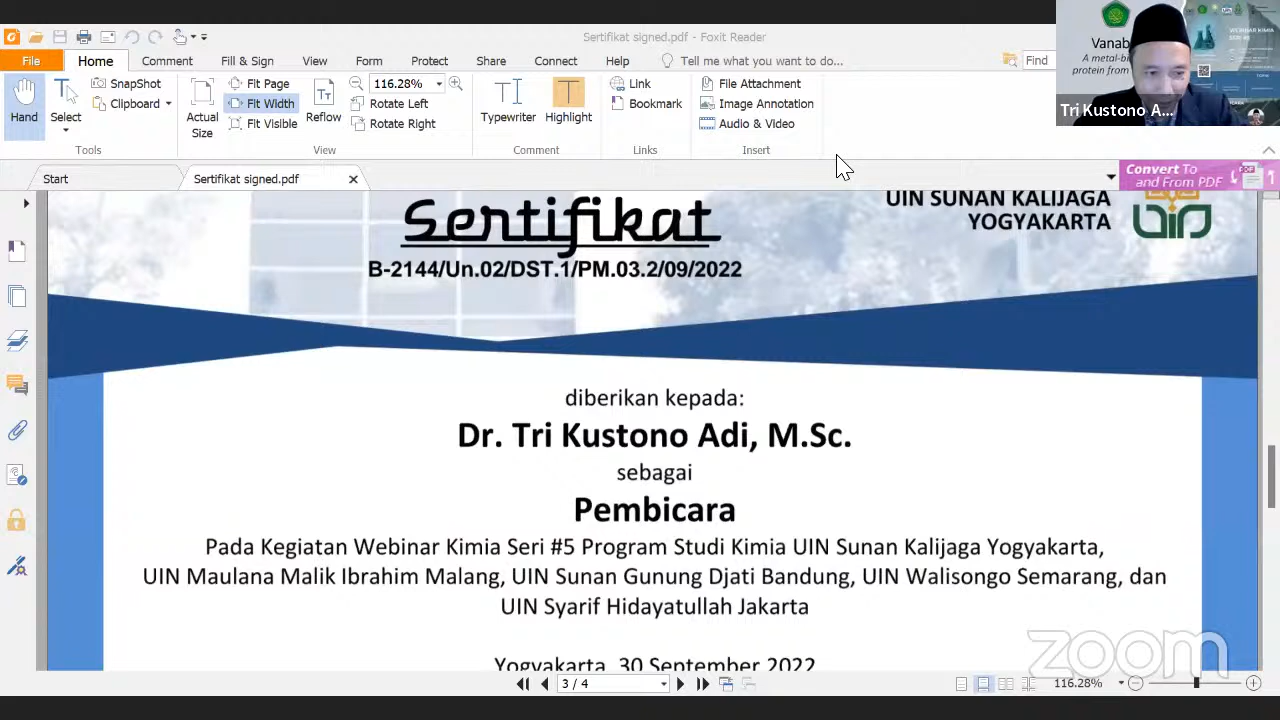 Sertifikat signed.pdf - Foxit Reader
File
Home
Comment
Fill & Sign
View
Form
Protect
Share
Connect
Help
Tell me what you want to do...
Find
Hand
Select
SnapShot
Clipboard
Tools
Actual
Size
Fit Page
Fit Width
Fit Visible
Reflow
116.28%
Rotate Left
Rotate Right
View
Typewriter
Highlight
Comment
Link
Bookmark
Links
File Attachment
Image Annotation
Audio & Video
Insert
Vanab
A metal-bi
protein from
Tri Kustono A...
Start
Sertifikat signed.pdf
Convert To
and From PDF
Sertifikat
B-2144/Un.02/DST.1/PM.03.2/09/2022
UIN SUNAN KALIJAGA
YOGYAKARTA
diberikan kepada:
Dr. Tri Kustono Adi, M.Sc.
sebagai
Pembicara
Pada Kegiatan Webinar Kimia Seri #5 Program Studi Kimia UIN Sunan Kalijaga Yogyakarta,
UIN Maulana Malik Ibrahim Malang, UIN Sunan Gunung Djati Bandung, UIN Walisongo Semarang, dan
UIN Syarif Hidayatullah Jakarta
Yogyakarta, 30 September 2022
zoom
3 / 4
116.28%